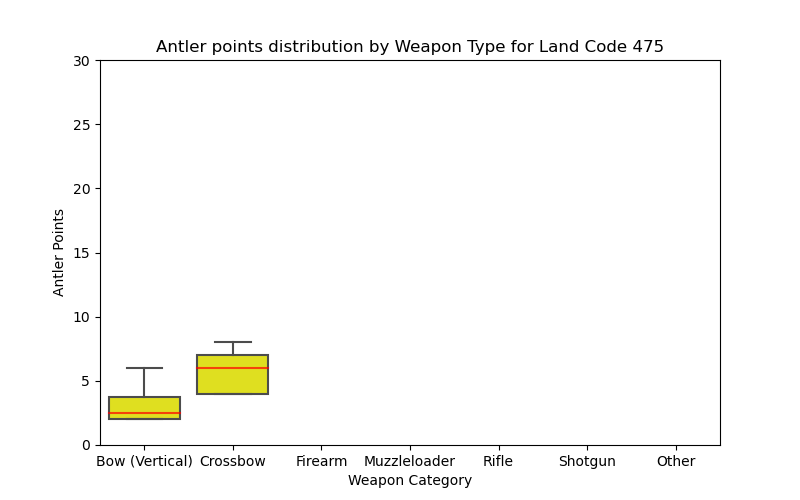 Antler points distribution by Weapon Type for Land Code 475
30
25
20
15
10
5
0
Antler Points
Bow (Vertical) Crossbow Firearm Muzzleloader Rifle Shotgun Other
Weapon Category